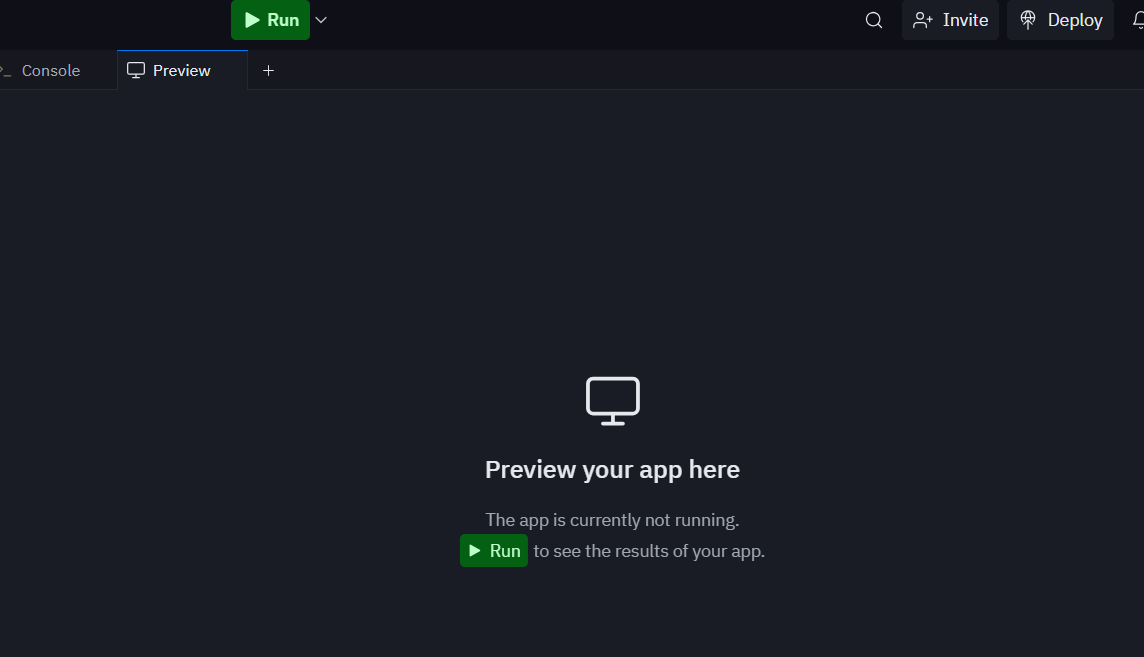 Run
Invite
Deploy
Console
Preview
Preview your app here
The app is currently not running.
Run to see the results of your app.